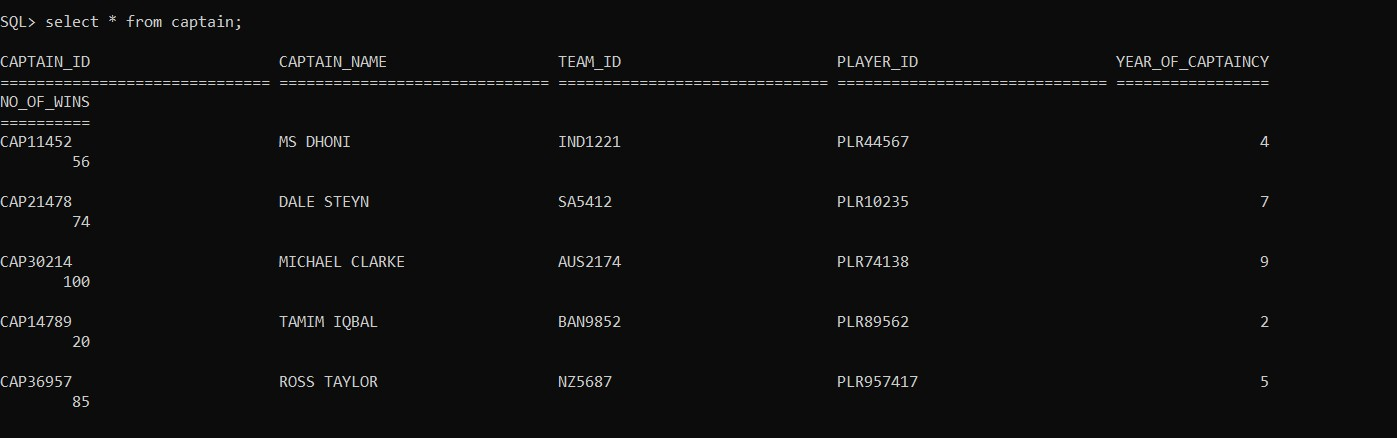 SQL> select * from captain;
CAPTAIN_ID                     CAPTAIN_NAME                   TEAM_ID                        PLAYER_ID                      YEAR_OF_CAPTAINCY
============================== ============================== ============================== ============================== =================
NO_OF_WINS
==========
CAP11452                       MS DHONI                       IND1221                        PLR44567                                       4
        56
CAP21478                       DALE STEYN                     SA5412                         PLR10235                                       7
        74
CAP30214                       MICHAEL CLARKE                 AUS2174                        PLR74138                                       9
       100
CAP14789                       TAMIM IQBAL                    BAN9852                        PLR89562                                       2
        20
CAP36957                       ROSS TAYLOR                    NZ5687                         PLR957417                                      5
        85